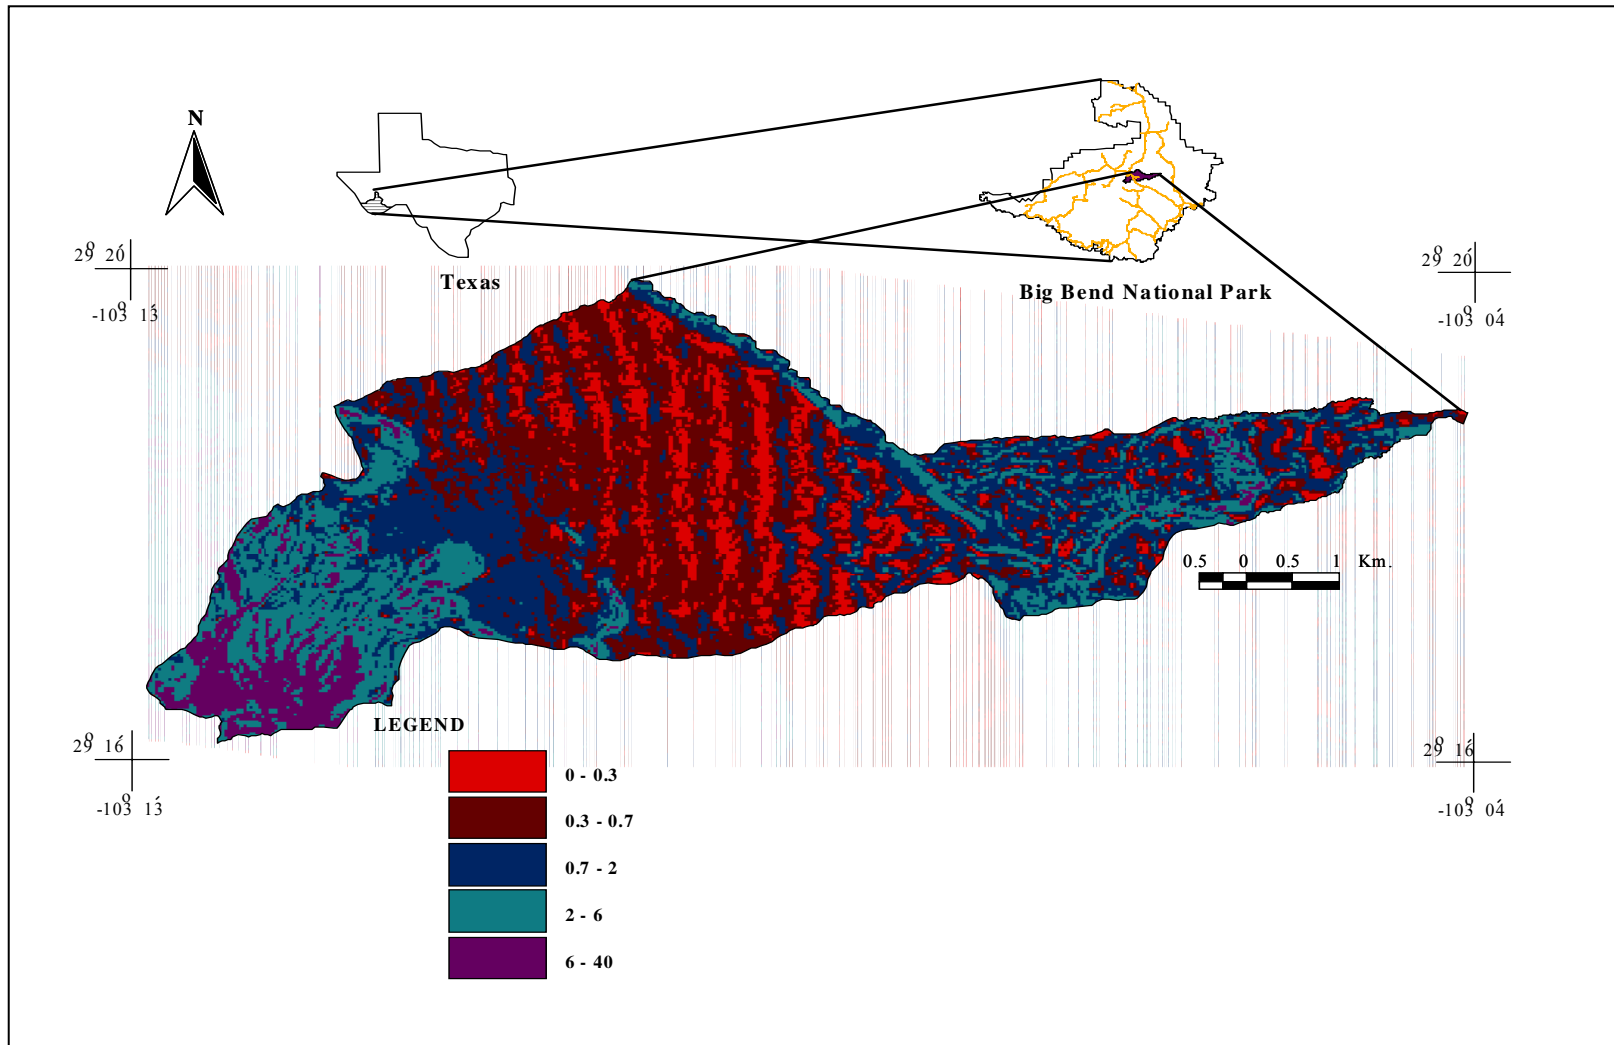 N
Texas
Big Bend National Park
29° 20´
-103° 13´
29° 20´
-103° 04´
0.5 0 0.5 1 Km.
29° 16´
-103° 13´
29° 16´
-103° 04´
LEGEND
0 - 0.3
0.3 - 0.7
0.7 - 2
2 - 6
6 - 40